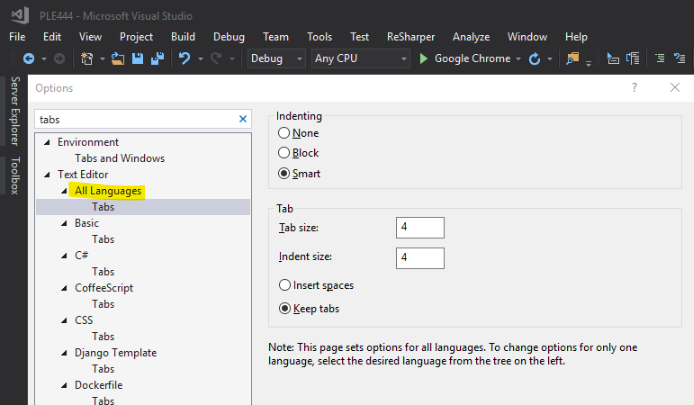 PLE444 - Microsoft Visual Studio
File Edit View Project Build Debug Team Tools Test ReSharper Analyze Window Help
Debug Any CPU Google Chrome
Server Explorer
Toolbox
Options ?
tabs
Environment
Tabs and Windows
Text Editor
All Languages
Tabs
Basic
Tabs
C#
Tabs
CoffeeScript
Tabs
CSS
Tabs
Django Template
Tabs
Dockerfile
Tabs
Indenting
None
Block
Smart
Tab
Tab size: 4
Indent size: 4
Insert spaces
Keep tabs
Note: This page sets options for all languages. To change options for only one
language, select the desired language from the tree on the left.